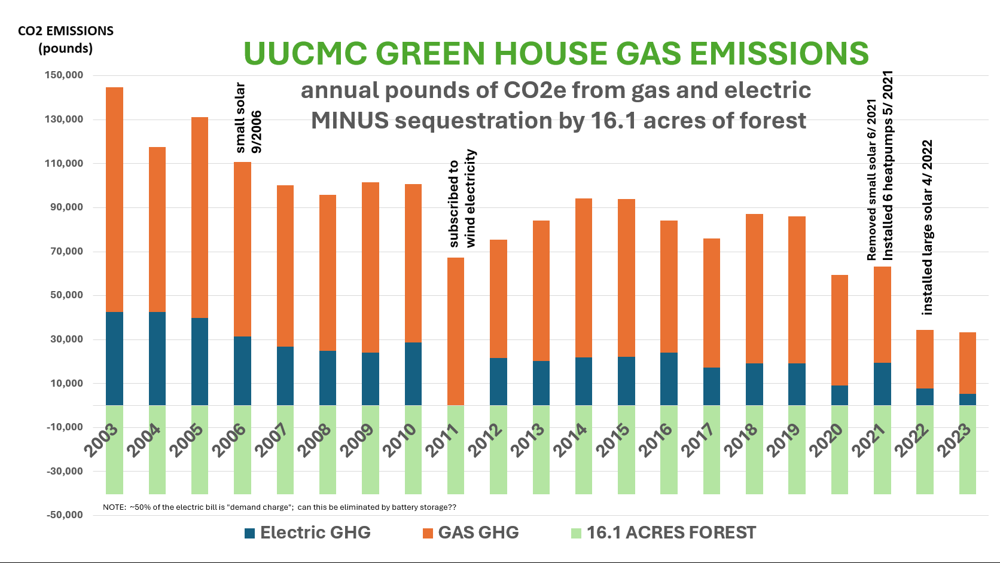 CO2 EMISSIONS
(pounds)
UUCMC GREEN HOUSE GAS EMISSIONS
annual pounds of CO2e from gas and electric
MINUS sequestration by 16.1 acres of forest
150,000
130,000
110,000
90,000
70,000
50,000
30,000
10,000
-10,000
-30,000
-50,000
small solar
9/2006
subscribed to
wind electricity
Removed small solar 6/ 2021
Installed 6 heatpumps 5/ 2021
installed large solar 4/ 2022
2003
2004
2005
2006
2007
2008
2009
2010
2011
2012
2013
2014
2015
2016
2017
2018
2019
2020
2021
2022
2023
NOTE: ~50% of the electric bill is "demand charge"; can this be eliminated by battery storage??
Electric GHG
GAS GHG
16.1 ACRES FOREST